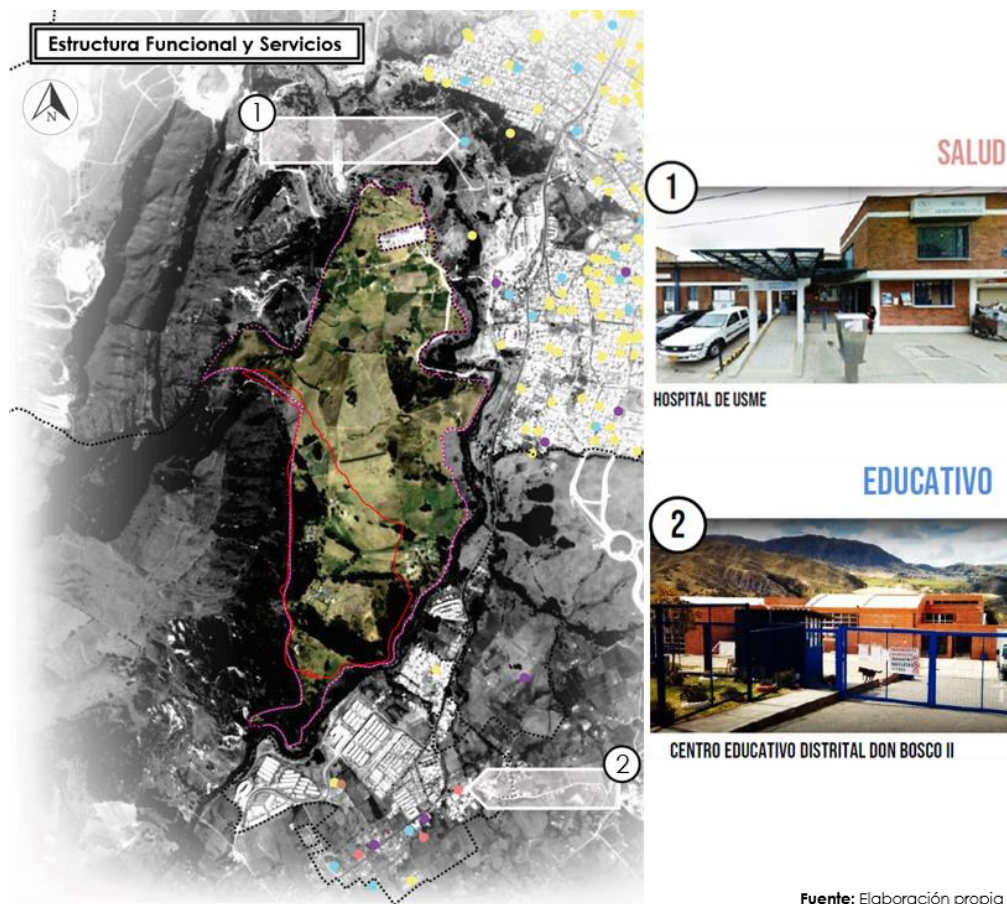 Estructura Funcional y Servicios
N
1
2
SALUD
1
HOSPITAL DE USME
EDUCATIVO
2
CENTRO EDUCATIVO DISTRITAL DON BOSCO II
Fuente: Elaboración propia